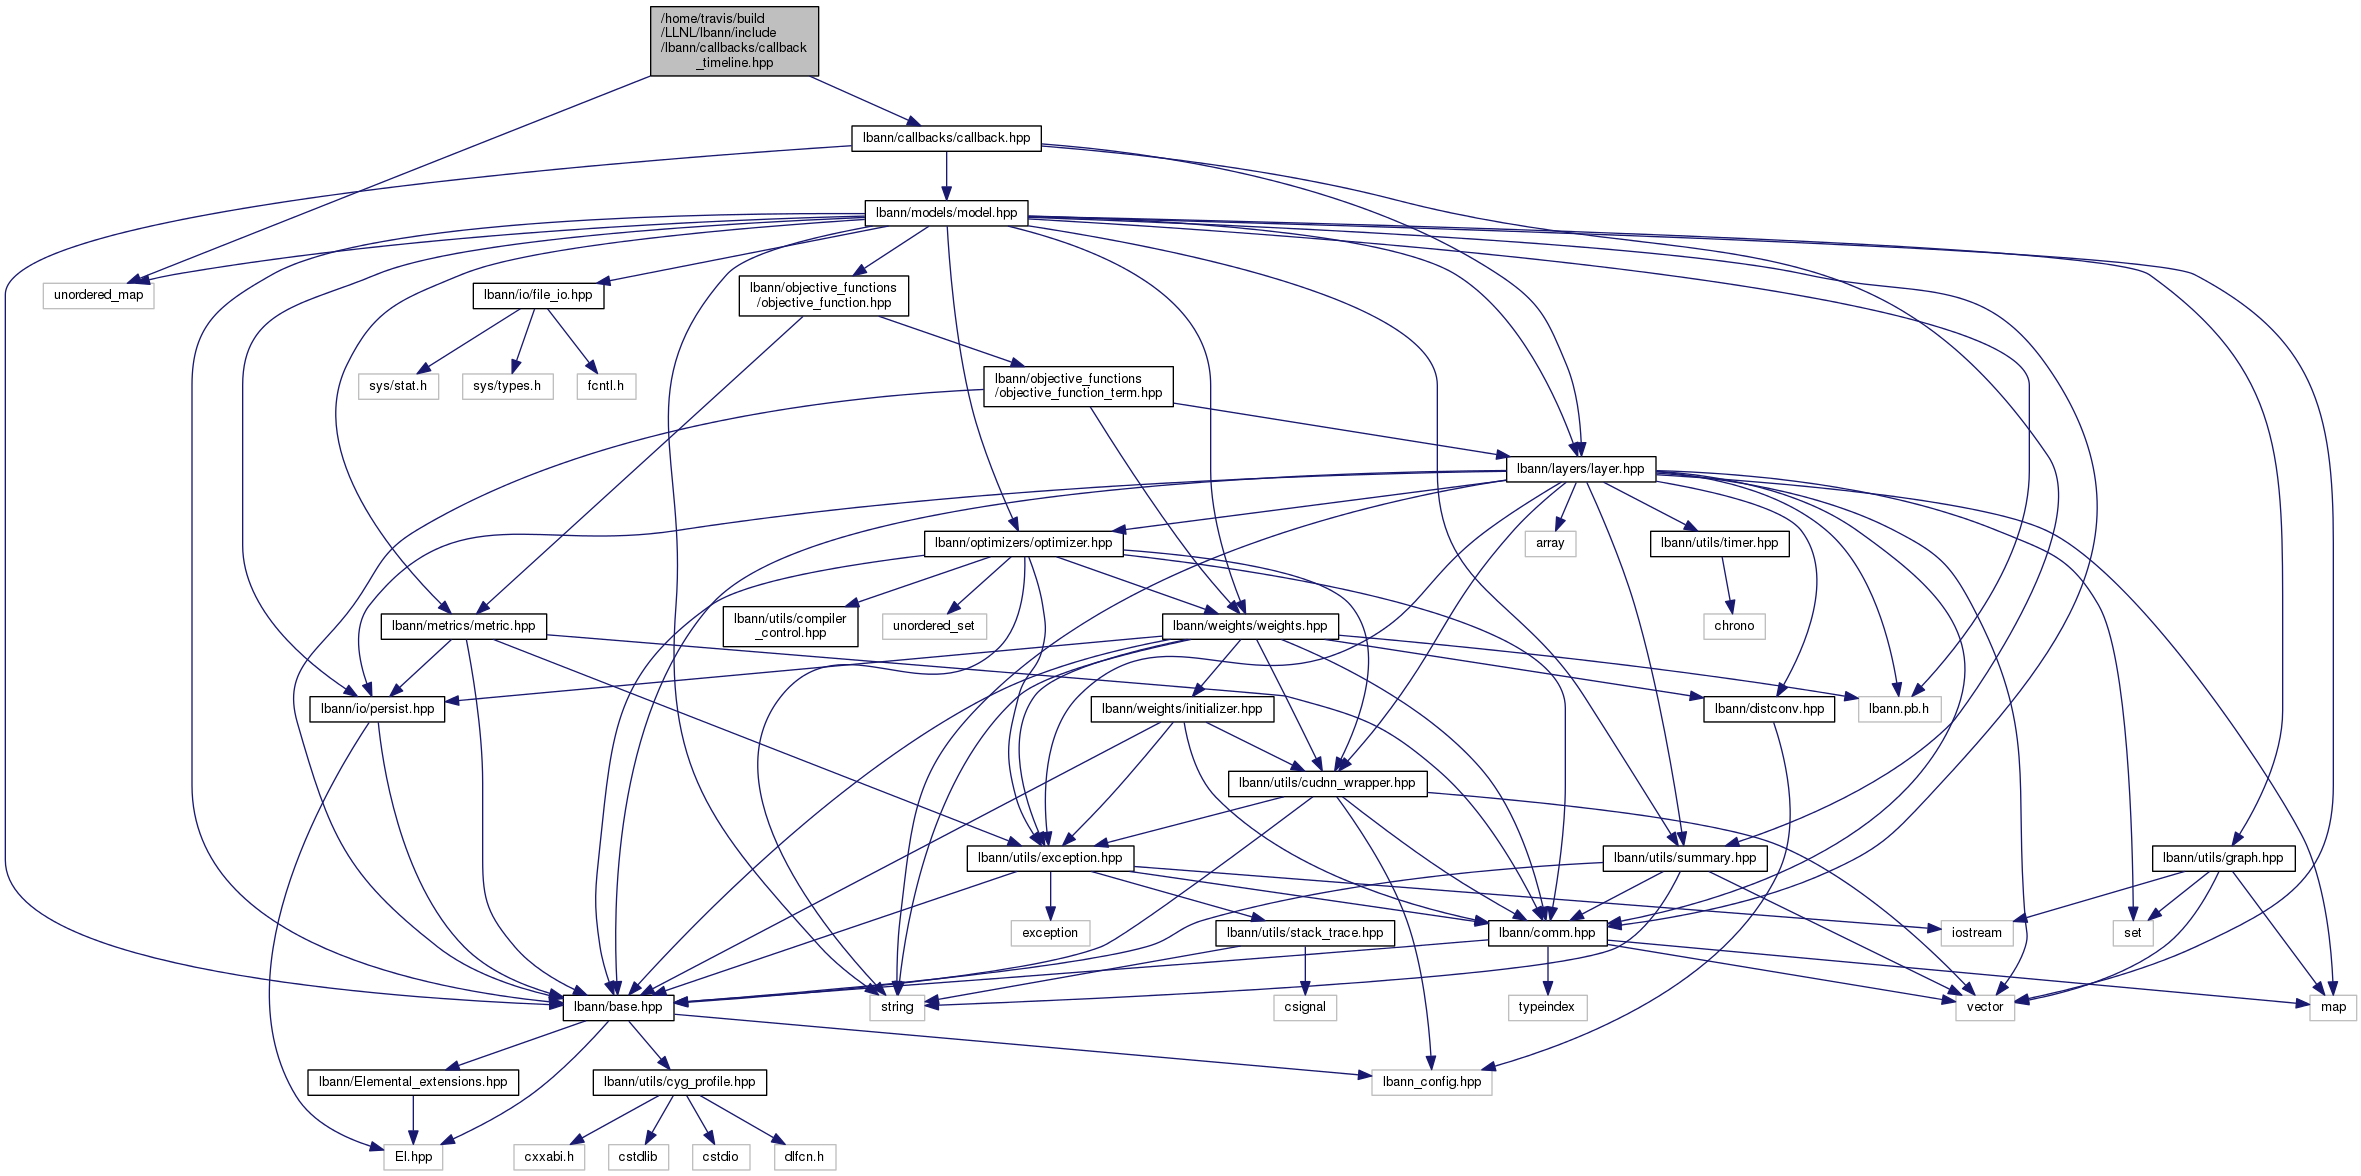 /home/travis/build
/LLNL/lbann/include
/lbann/callbacks/callback
_timeline.hpp
lbann/callbacks/callback.hpp
lbann/models/model.hpp
unordered_map
lbann/io/file_io.hpp
lbann/objective_functions
/objective_function.hpp
sys/stat.h
sys/types.h
fcntl.h
lbann/objective_functions
/objective_function_term.hpp
lbann/layers/layer.hpp
lbann/optimizers/optimizer.hpp
array
lbann/utils/timer.hpp
lbann/metrics/metric.hpp
lbann/utils/compiler
_control.hpp
unordered_set
lbann/weights/weights.hpp
chrono
lbann/io/persist.hpp
lbann/weights/initializer.hpp
lbann/distconv.hpp
lbann.pb.h
lbann/utils/cudnn_wrapper.hpp
lbann/utils/exception.hpp
lbann/utils/summary.hpp
lbann/utils/graph.hpp
exception
lbann/utils/stack_trace.hpp
lbann/comm.hpp
iostream
set
lbann/base.hpp
string
csignal
typeindex
vector
map
lbann/Elemental_extensions.hpp
lbann/utils/cyg_profile.hpp
lbann_config.hpp
El.hpp
cxxabi.h
cstdlib
cstdio
dlfcn.h